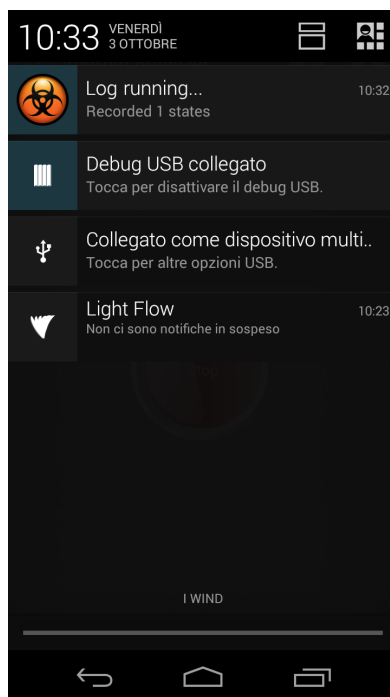 10:33 VENERDÌ
3 OTTOBRE
Log running... 10:32
Recorded 1 states
Debug USB collegato
Tocca per disattivare il debug USB.
Collegato come dispositivo multi..
Tocca per altre opzioni USB.
Light Flow 10:23
Non ci sono notifiche in sospeso
Stop
I WIND